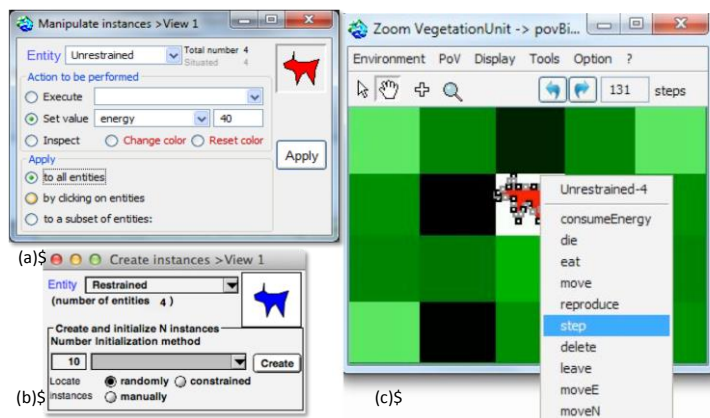 Manipulate instances >View 1
Entity Unrestrained Total number 4
Situated 4
Action to be performed
Execute
Set value energy 40
Inspect Change color Reset color
Apply
Apply
to all entities
by clicking on entities
to a subset of entities:
(a)$
Create instances >View 1
Entity Restrained
(number of entities 4 )
Create and initialize N instances
Number Initialization method
10 Create
Locate randomly constrained
instances manually
(b)$
Zoom VegetationUnit -> povBi...
Environment PoV Display Tools Option ?
131 steps
Unrestrained-4
consumeEnergy
die
eat
move
reproduce
step
delete
leave
moveE
moveN
(c)$